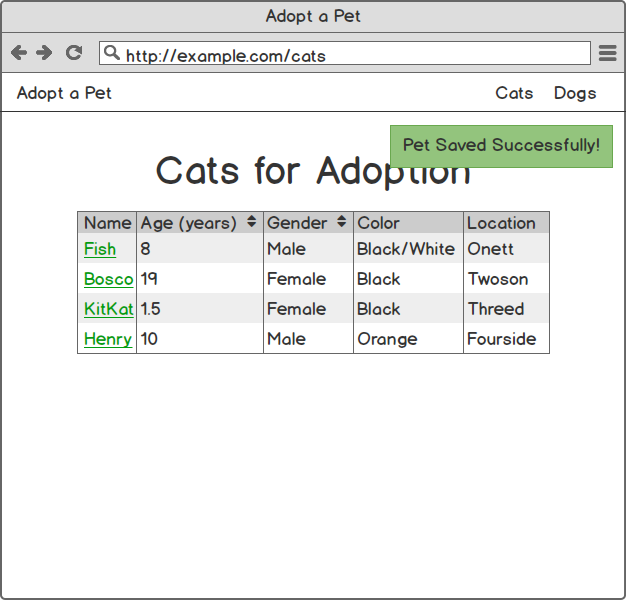 Adopt a Pet
http://example.com/cats
Adopt a Pet Cats Dogs
Pet Saved Successfully!
Cats for Adoption
Name Age (years) Gender Color Location
Fish 8 Male Black/White Onett
Bosco 19 Female Black Twoson
KitKat 1.5 Female Black Threed
Henry 10 Male Orange Fourside